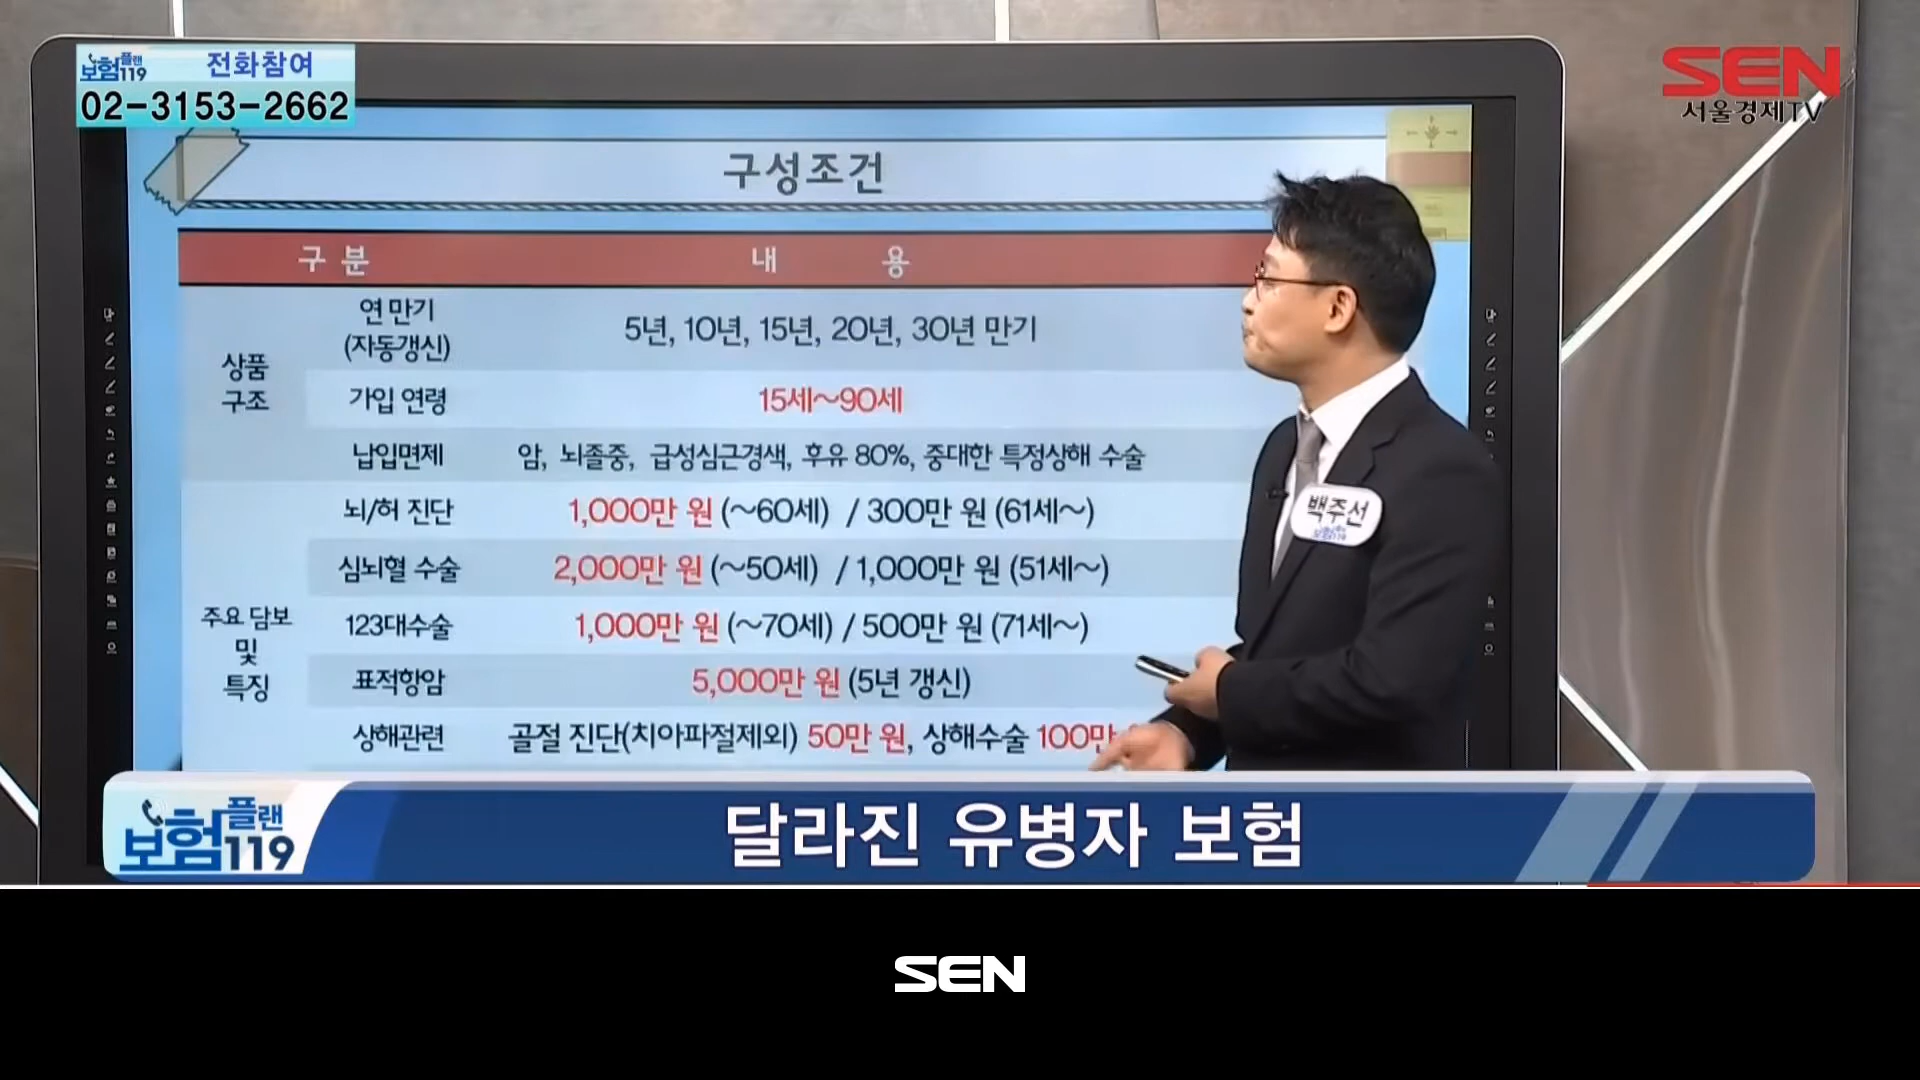 보험플랜119 전화참여
02-3153-2662
SEN
서울경제TV
구성조건
구 분 내 용
상품 구조
연 만기 (자동갱신) 5년, 10년, 15년, 20년, 30년 만기
가입 연령 15세~90세
납입면제 암, 뇌졸중, 급성심근경색, 후유 80%, 중대한 특정상해 수술
주요 담보 및 특징
뇌/허 진단 1,000만 원 (~60세) / 300만 원 (61세~)
심뇌혈 수술 2,000만 원 (~50세) / 1,000만 원 (51세~)
123대수술 1,000만 원 (~70세) / 500만 원 (71세~)
표적항암 5,000만 원 (5년 갱신)
상해관련 골절 진단(치아파절제외) 50만 원, 상해수술 100만
백주선
보험플랜119
달라진 유병자 보험
SEN